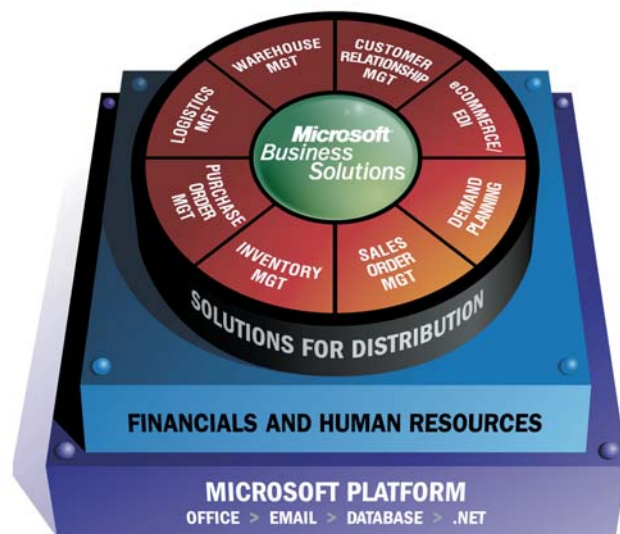 WAREHOUSE
MGT
CUSTOMER
RELATIONSHIP
MGT
eCOMMERCE/
EDI
DEMAND
PLANNING
SALES
ORDER
MGT
INVENTORY
MGT
PURCHASE
ORDER
MGT
LOGISTICS
MGT
Microsoft
Business
Solutions
SOLUTIONS FOR DISTRIBUTION
FINANCIALS AND HUMAN RESOURCES
MICROSOFT PLATFORM
OFFICE > EMAIL > DATABASE > .NET